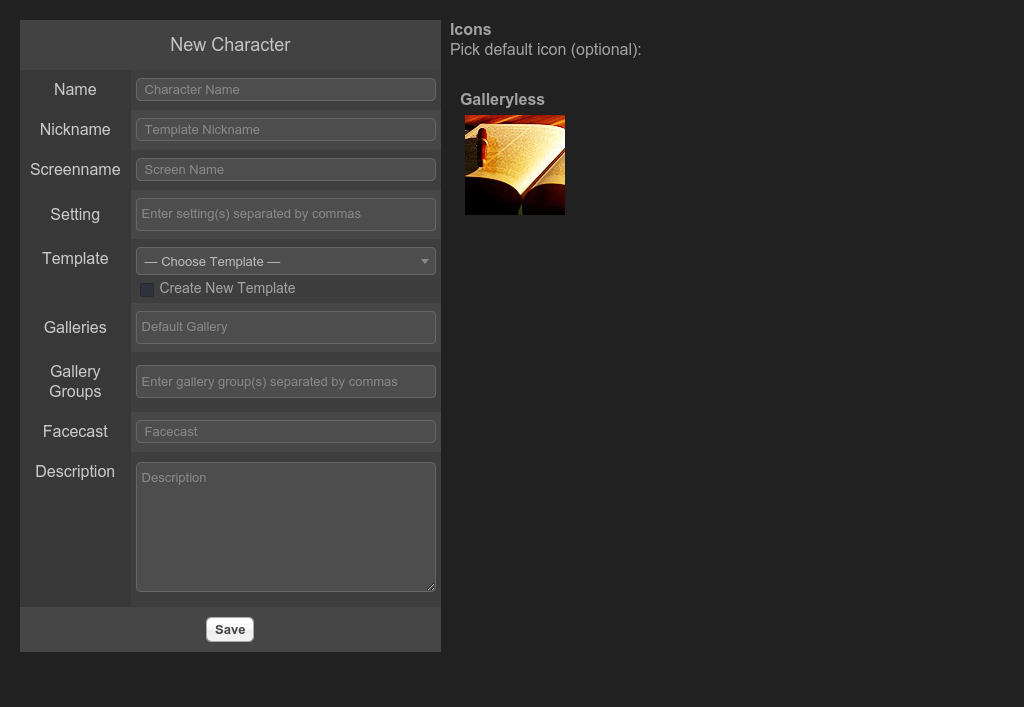 New Character
Name
Character Name
Nickname
Template Nickname
Screenname
Screen Name
Setting
Enter setting(s) separated by commas
Template
— Choose Template —
Create New Template
Galleries
Default Gallery
Gallery
Groups
Enter gallery group(s) separated by commas
Facecast
Facecast
Description
Description
Save
Icons
Pick default icon (optional):
Galleryless